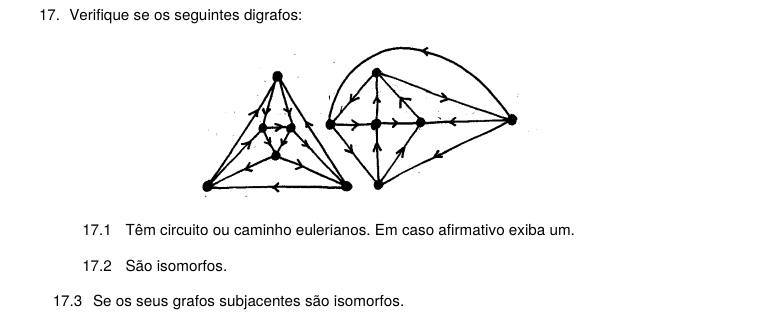 17. Verifique se os seguintes digrafos:
17.1 Têm circuito ou caminho eulerianos. Em caso afirmativo exiba um.
17.2 São isomorfos.
17.3 Se os seus grafos subjacentes são isomorfos.